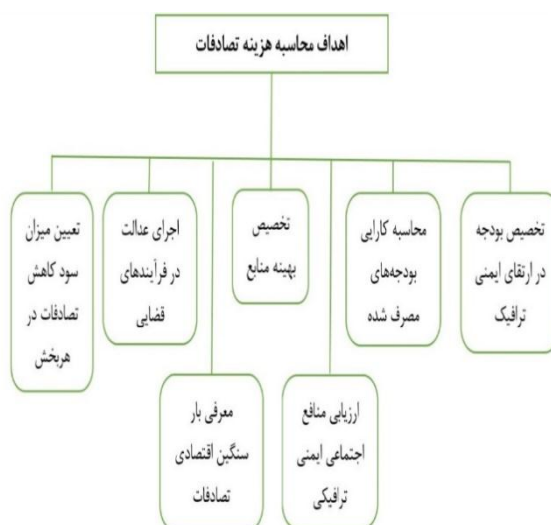 اهداف محاسبه هزینه تصادفات
تخصیص بودجه
در ارتقای ایمنی
ترافیک
محاسبه کارایی
بودجه‌های
مصرف شده
تخصیص
بهینه منابع
اجرای عدالت
در فرآیندهای
قضایی
تعیین میزان
سود کاهش
تصادفات در
هربخش
ارزیابی منافع
اجتماعی ایمنی
ترافیکی
معرفی بار
سنگین اقتصادی
تصادفات